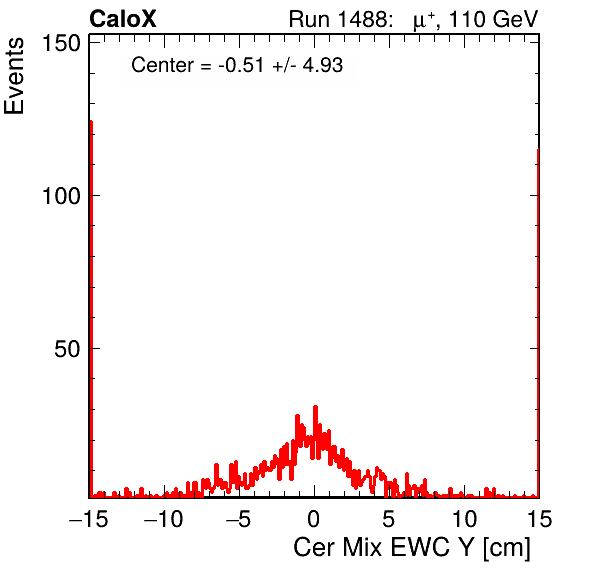 CaloX Run 1488: μ⁺, 110 GeV
Center = -0.51 +/- 4.93
Events
150
100
50
−15 −10 −5 0 5 10 15
Cer Mix EWC Y [cm]